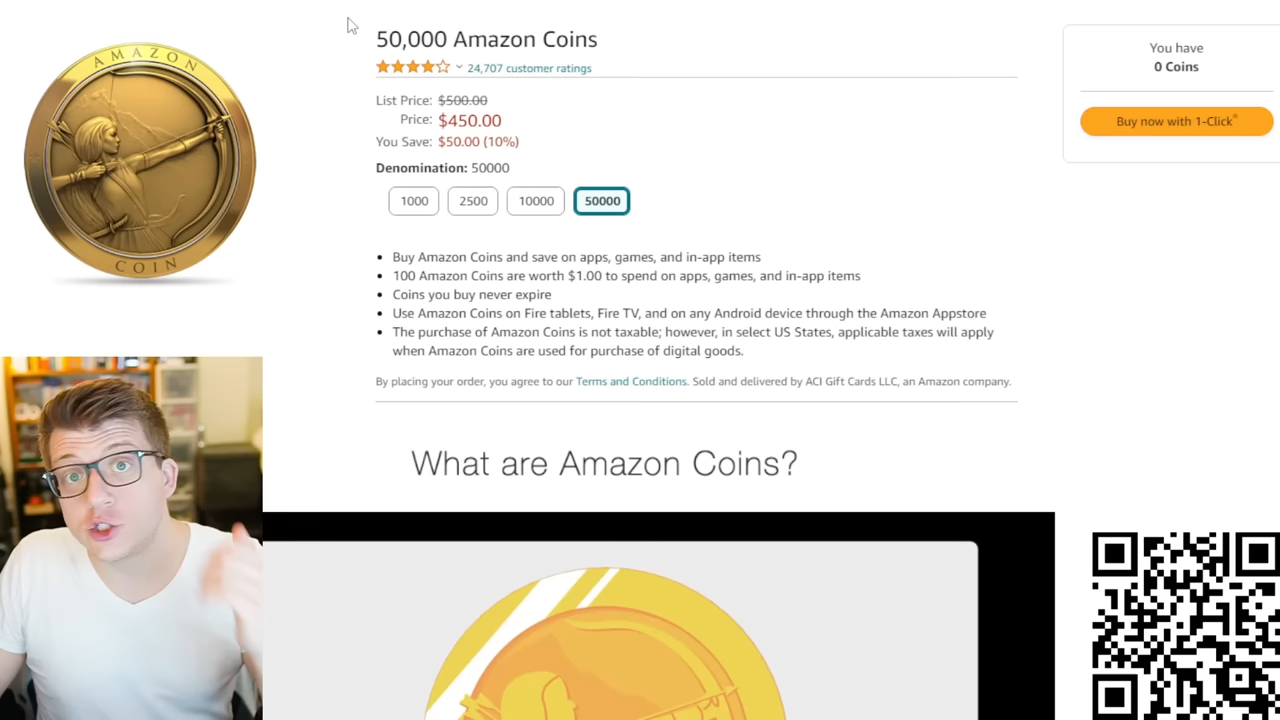 AMAZON
COIN
50,000 Amazon Coins
24,707 customer ratings
List Price: $500.00
Price: $450.00
You Save: $50.00 (10%)
Denomination: 50000
1000 2500 10000 50000
• Buy Amazon Coins and save on apps, games, and in-app items
• 100 Amazon Coins are worth $1.00 to spend on apps, games, and in-app items
• Coins you buy never expire
• Use Amazon Coins on Fire tablets, Fire TV, and on any Android device through the Amazon Appstore
• The purchase of Amazon Coins is not taxable; however, in select US States, applicable taxes will apply
when Amazon Coins are used for purchase of digital goods.
By placing your order, you agree to our Terms and Conditions. Sold and delivered by ACI Gift Cards LLC, an Amazon company.
You have
0 Coins
Buy now with 1-Click®
What are Amazon Coins?